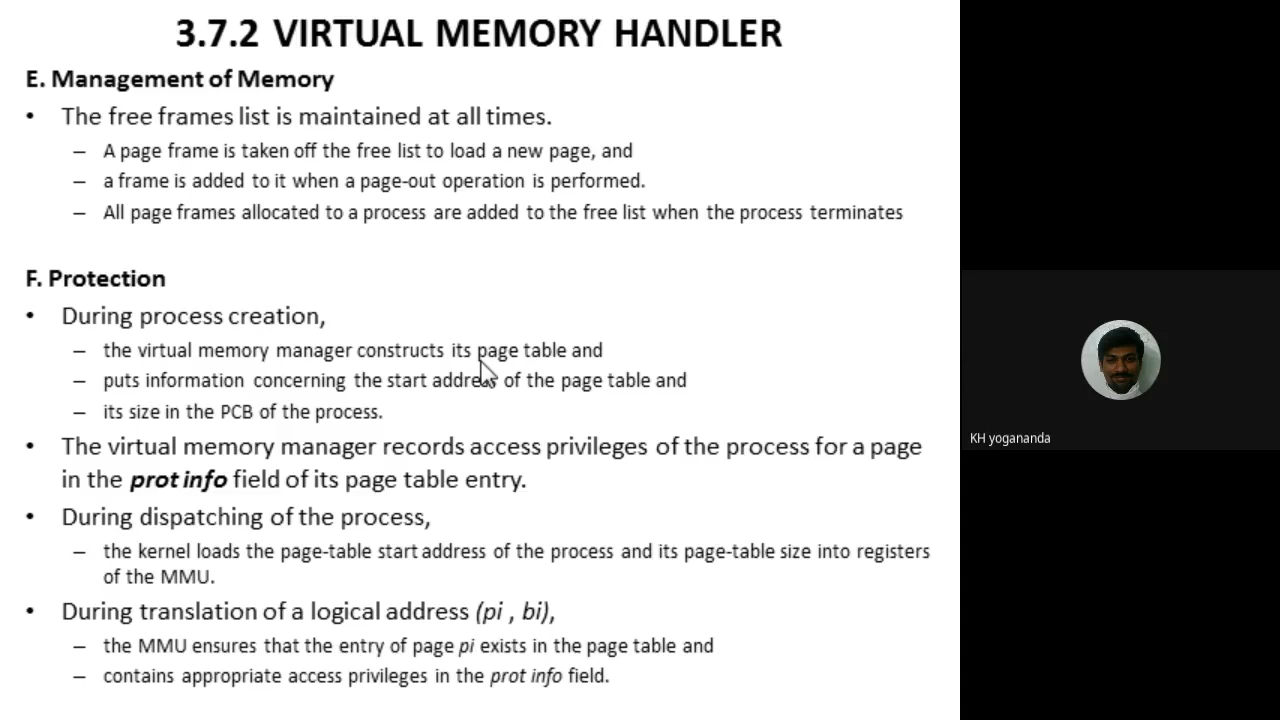 3.7.2 VIRTUAL MEMORY HANDLER
E. Management of Memory
• The free frames list is maintained at all times.
– A page frame is taken off the free list to load a new page, and
– a frame is added to it when a page-out operation is performed.
– All page frames allocated to a process are added to the free list when the process terminates
F. Protection
• During process creation,
– the virtual memory manager constructs its page table and
– puts information concerning the start address of the page table and
– its size in the PCB of the process.
• The virtual memory manager records access privileges of the process for a page
in the prot info field of its page table entry.
• During dispatching of the process,
– the kernel loads the page-table start address of the process and its page-table size into registers
of the MMU.
• During translation of a logical address (pi , bi),
– the MMU ensures that the entry of page pi exists in the page table and
– contains appropriate access privileges in the prot info field.
KH yogananda